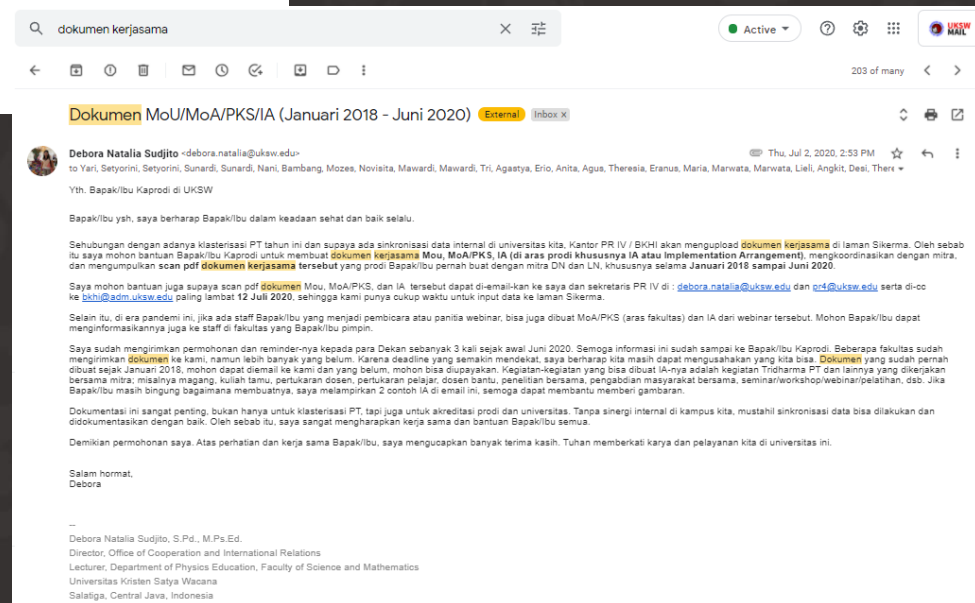 dokumen kerjasama
Active
UKSW
MAIL
203 of many
Dokumen MoU/MoA/PKS/IA (Januari 2018 - Juni 2020) External Inbox x
Debora Natalia Sudjito <debora.natalia@uksw.edu>
Thu, Jul 2, 2020, 2:53 PM
to Yari, Setyorini, Setyorini, Sunardi, Sunardi, Nani, Bambang, Mozes, Novisita, Mawardi, Mawardi, Tri, Agastya, Erio, Anita, Agus, Theresia, Eranus, Maria, Marwata, Marwata, Lieli, Angkit, Desi, There
Yth. Bapak/Ibu Kaprodi di UKSW
Bapak/Ibu ysh, saya berharap Bapak/Ibu dalam keadaan sehat dan baik selalu.
Sehubungan dengan adanya klasterisasi PT tahun ini dan supaya ada sinkronisasi data internal di universitas kita, Kantor PR IV / BKHI akan mengupload dokumen kerjasama di laman Sikerma. Oleh sebab
itu saya mohon bantuan Bapak/Ibu Kaprodi untuk membuat dokumen kerjasama Mou, MoA/PKS, IA (di aras prodi khususnya IA atau Implementation Arrangement), mengkoordinasikan dengan mitra,
dan mengumpulkan scan pdf dokumen kerjasama tersebut yang prodi Bapak/Ibu pernah buat dengan mitra DN dan LN, khususnya selama Januari 2018 sampai Juni 2020.
Saya mohon bantuan juga supaya scan pdf dokumen Mou, MoA/PKS, dan IA tersebut dapat di-email-kan ke saya dan sekretaris PR IV di : debora.natalia@uksw.edu dan pr4@uksw.edu serta di-cc
ke bkhi@adm.uksw.edu paling lambat 12 Juli 2020, sehingga kami punya cukup waktu untuk input data ke laman Sikerma.
Selain itu, di era pandemi ini, jika ada staff Bapak/Ibu yang menjadi pembicara atau panitia webinar, bisa juga dibuat MoA/PKS (aras fakultas) dan IA dari webinar tersebut. Mohon Bapak/Ibu dapat
menginformasikannya juga ke staff di fakultas yang Bapak/Ibu pimpin.
Saya sudah mengirimkan permohonan dan reminder-nya kepada para Dekan sebanyak 3 kali sejak awal Juni 2020. Semoga informasi ini sudah sampai ke Bapak/Ibu Kaprodi. Beberapa fakultas sudah
mengirimkan dokumen ke kami, namun lebih banyak yang belum. Karena deadline yang semakin mendekat, saya berharap kita masih dapat mengusahakan yang kita bisa. Dokumen yang sudah pernah
dibuat sejak Januari 2018, mohon dapat diemail ke kami dan yang belum, mohon bisa diupayakan. Kegiatan-kegiatan yang bisa dibuat IA-nya adalah kegiatan Tridharma PT dan lainnya yang dikerjakan
bersama mitra; misalnya magang, kuliah tamu, pertukaran dosen, pertukaran pelajar, dosen bantu, penelitian bersama, pengabdian masyarakat bersama, seminar/workshop/webinar/pelatihan, dsb. Jika
Bapak/Ibu masih bingung bagaimana membuatnya, saya melampirkan 2 contoh IA di email ini, semoga dapat membantu memberi gambaran.
Dokumentasi ini sangat penting, bukan hanya untuk klasterisasi PT, tapi juga untuk akreditasi prodi dan universitas. Tanpa sinergi internal di kampus kita, mustahil sinkronisasi data bisa dilakukan dan
didokumentasikan dengan baik. Oleh sebab itu, saya sangat mengharapkan kerja sama dan bantuan Bapak/Ibu semua.
Demikian permohonan saya. Atas perhatian dan kerja sama Bapak/Ibu, saya mengucapkan banyak terima kasih. Tuhan memberkati karya dan pelayanan kita di universitas ini.
Salam hormat,
Debora
--
Debora Natalia Sudjito, S.Pd., M.Ps.Ed.
Director, Office of Cooperation and International Relations
Lecturer, Department of Physics Education, Faculty of Science and Mathematics
Universitas Kristen Satya Wacana
Salatiga, Central Java, Indonesia